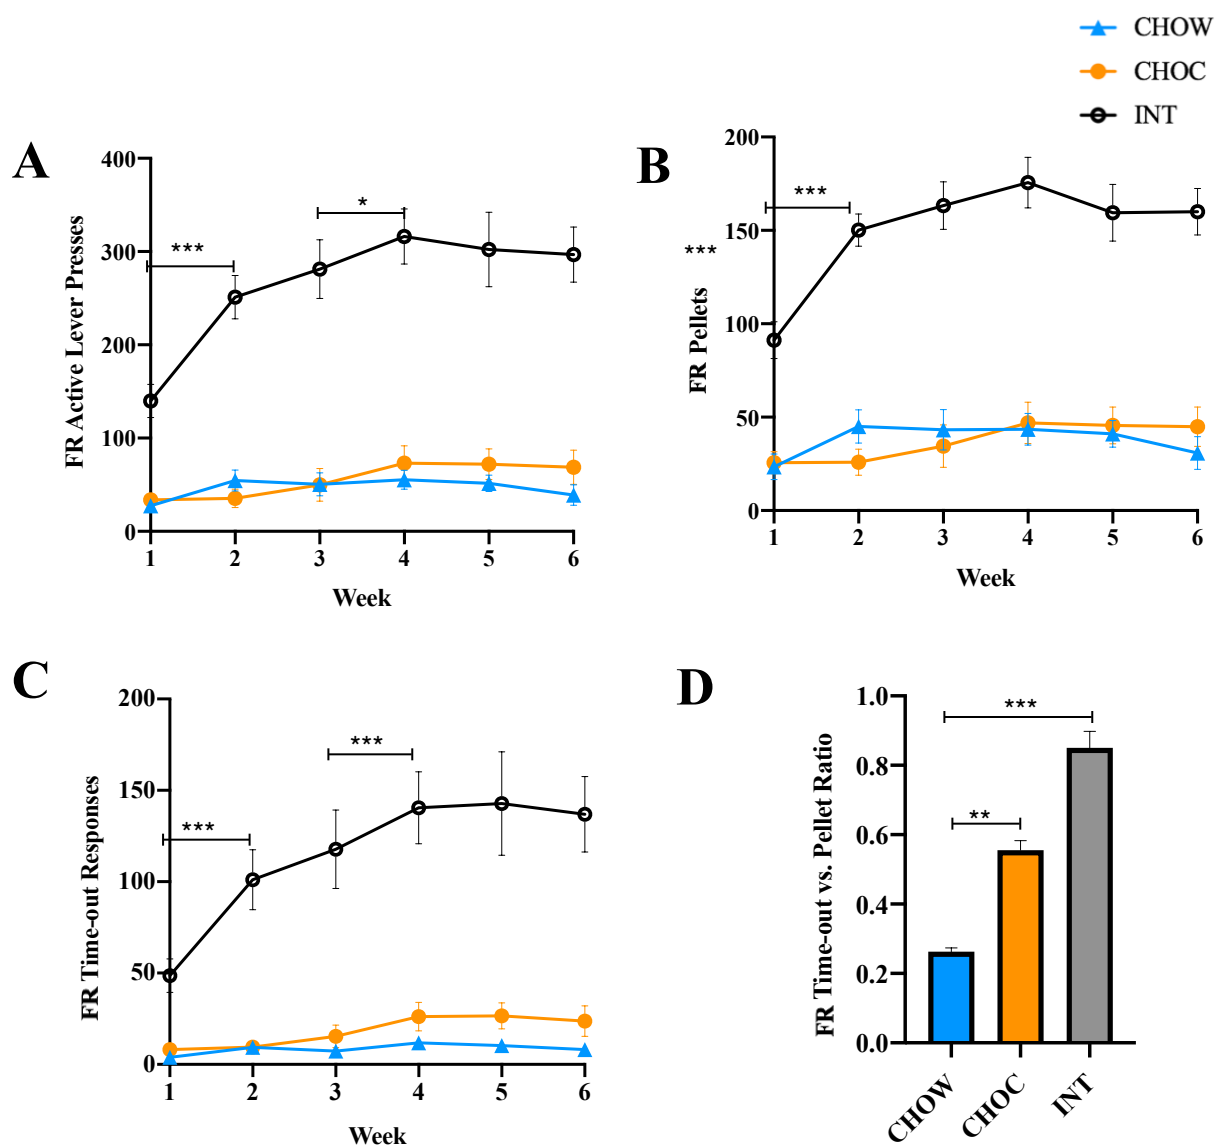 CHOW
CHOC
INT
A
FR Active Lever Presses
400
300
200
100
0
***
*
1 2 3 4 5 6
Week
B
FR Pellets
***
200
150
100
50
0
***
1 2 3 4 5 6
Week
C
FR Time-out Responses
200
150
100
50
0
***
***
1 2 3 4 5 6
Week
D
FR Time-out vs. Pellet Ratio
1.0
0.8
0.6
0.4
0.2
0.0
***
**
CHOW CHOC INT